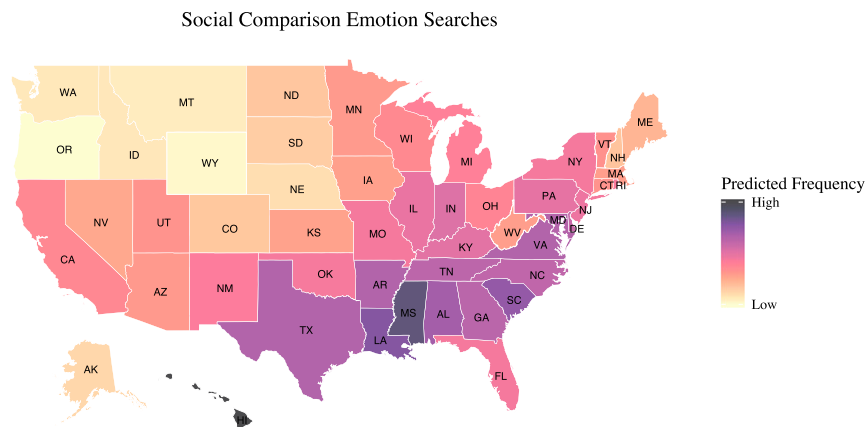 Social Comparison Emotion Searches
WA
MT
ND
MN
ME
OR
ID
WY
SD
WI
MI
NY
VT
NH
MA
CT RI
NE
IA
PA
NJ
NV
UT
CO
KS
MO
IL
IN
OH
WV
MD
DE
VA
KY
CA
AZ
NM
OK
AR
TN
NC
SC
TX
LA
MS
AL
GA
FL
AK
HI
Predicted Frequency
High
Low